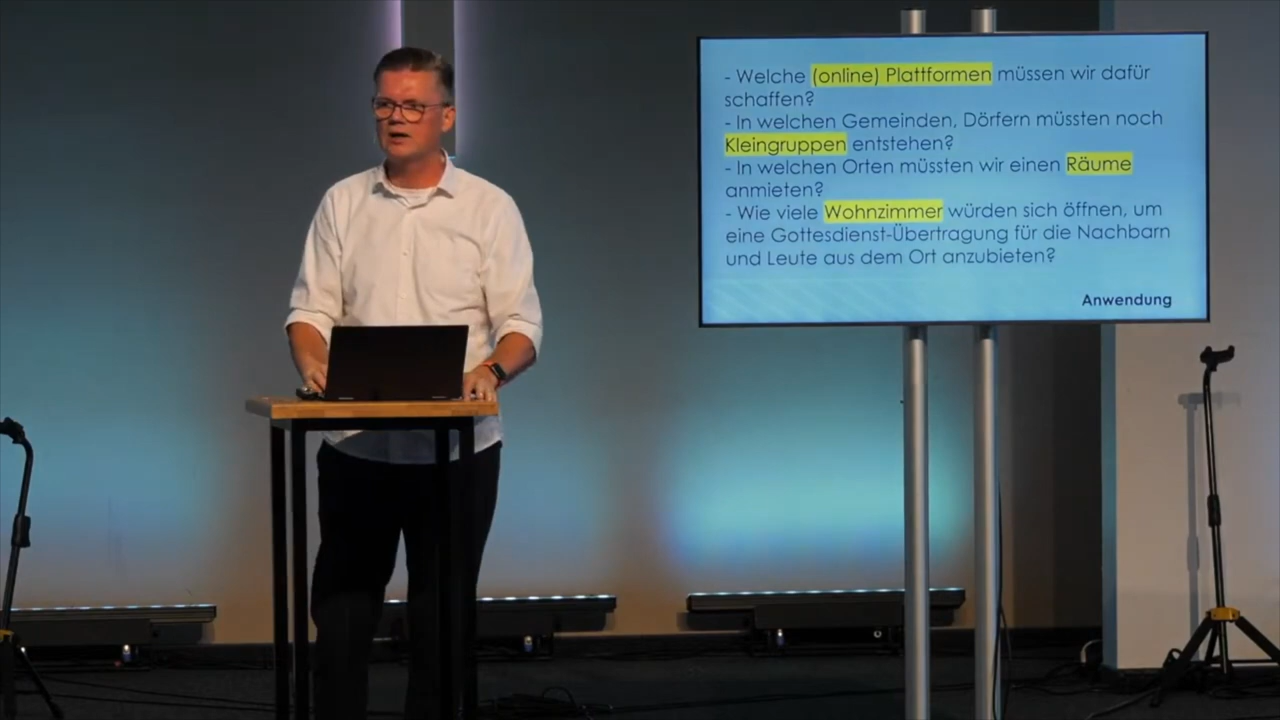 - Welche (online) Plattformen müssen wir dafür
schaffen?
- In welchen Gemeinden, Dörfern müssten noch
Kleingruppen entstehen?
- In welchen Orten müssten wir einen Räume
anmieten?
- Wie viele Wohnzimmer würden sich öffnen, um
eine Gottesdienst-Übertragung für die Nachbarn
und Leute aus dem Ort anzubieten?
Anwendung